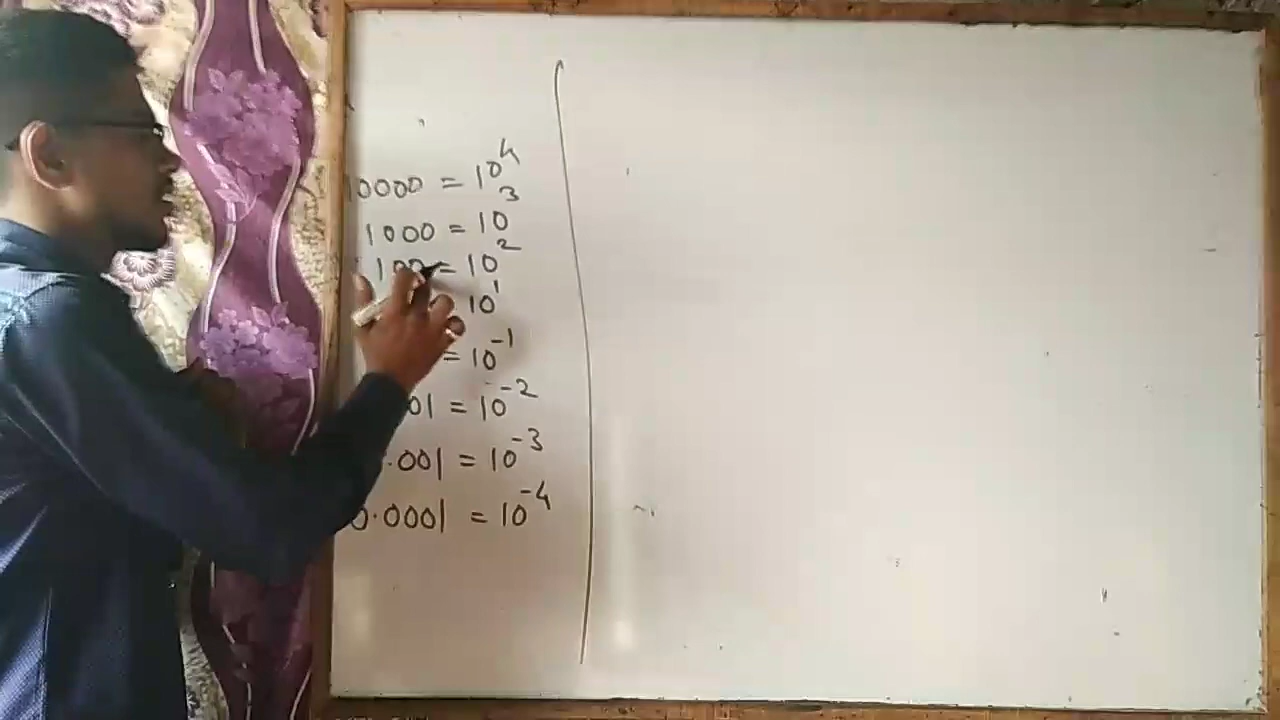 10000 = 10⁴
1000 = 10³
100 = 10²
10¹
= 10⁻¹
01 = 10⁻²
.001 = 10⁻³
0.0001 = 10⁻⁴